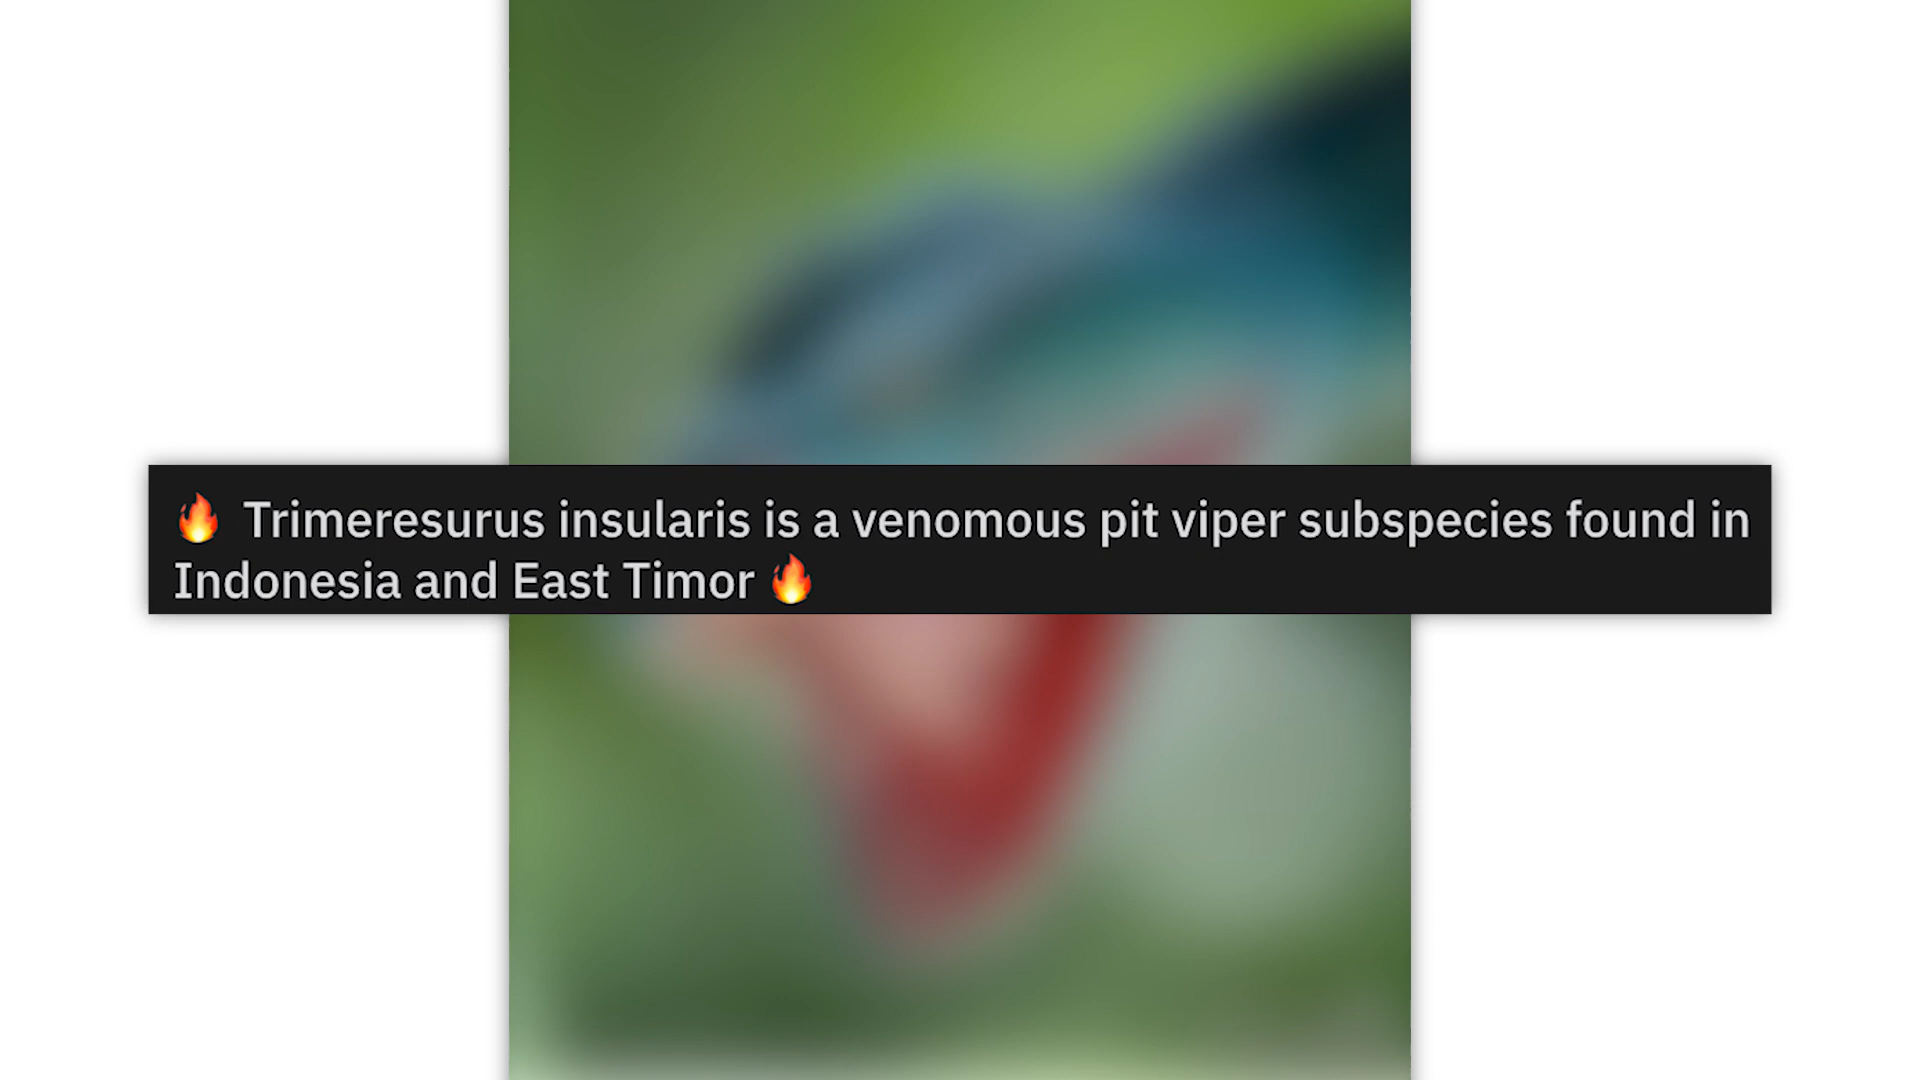 🔥 Trimeresurus insularis is a venomous pit viper subspecies found in
Indonesia and East Timor 🔥